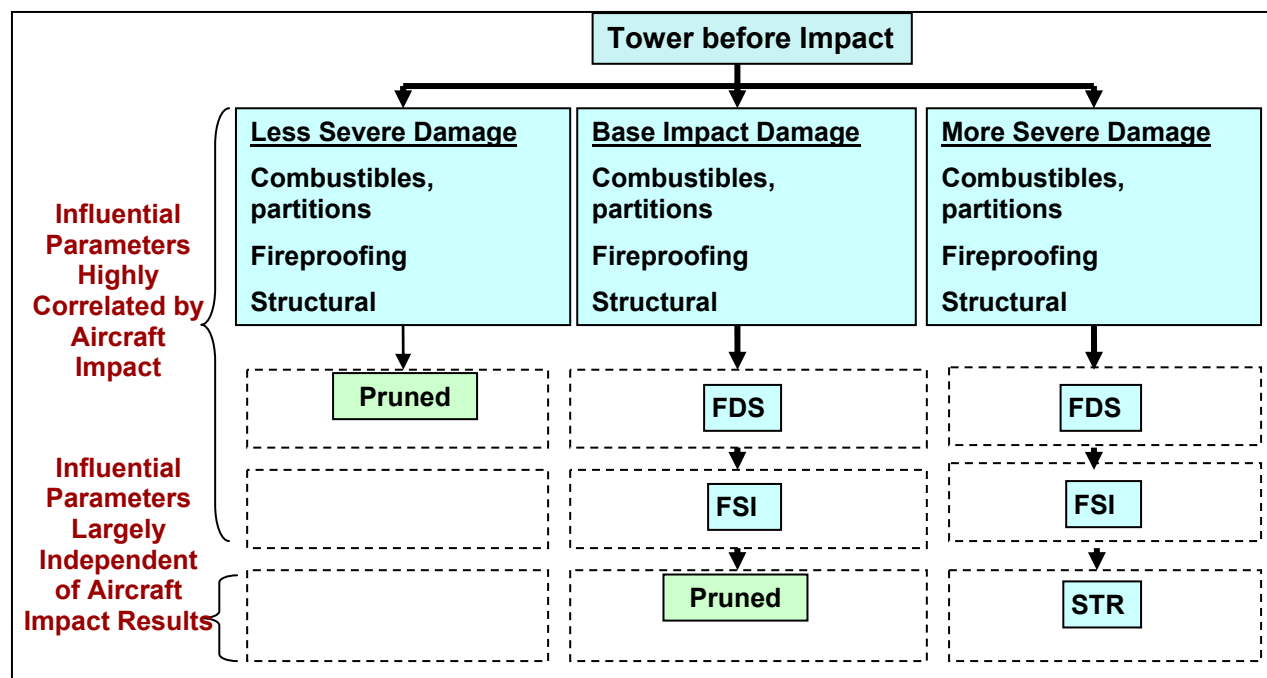 Tower before Impact
Less Severe Damage
Combustibles,
partitions
Fireproofing
Structural
Base Impact Damage
Combustibles,
partitions
Fireproofing
Structural
More Severe Damage
Combustibles,
partitions
Fireproofing
Structural
Influential
Parameters
Highly
Correlated by
Aircraft
Impact
Pruned
FDS
FDS
Influential
Parameters
Largely
Independent
of Aircraft
Impact Results
FSI
FSI
Pruned
STR